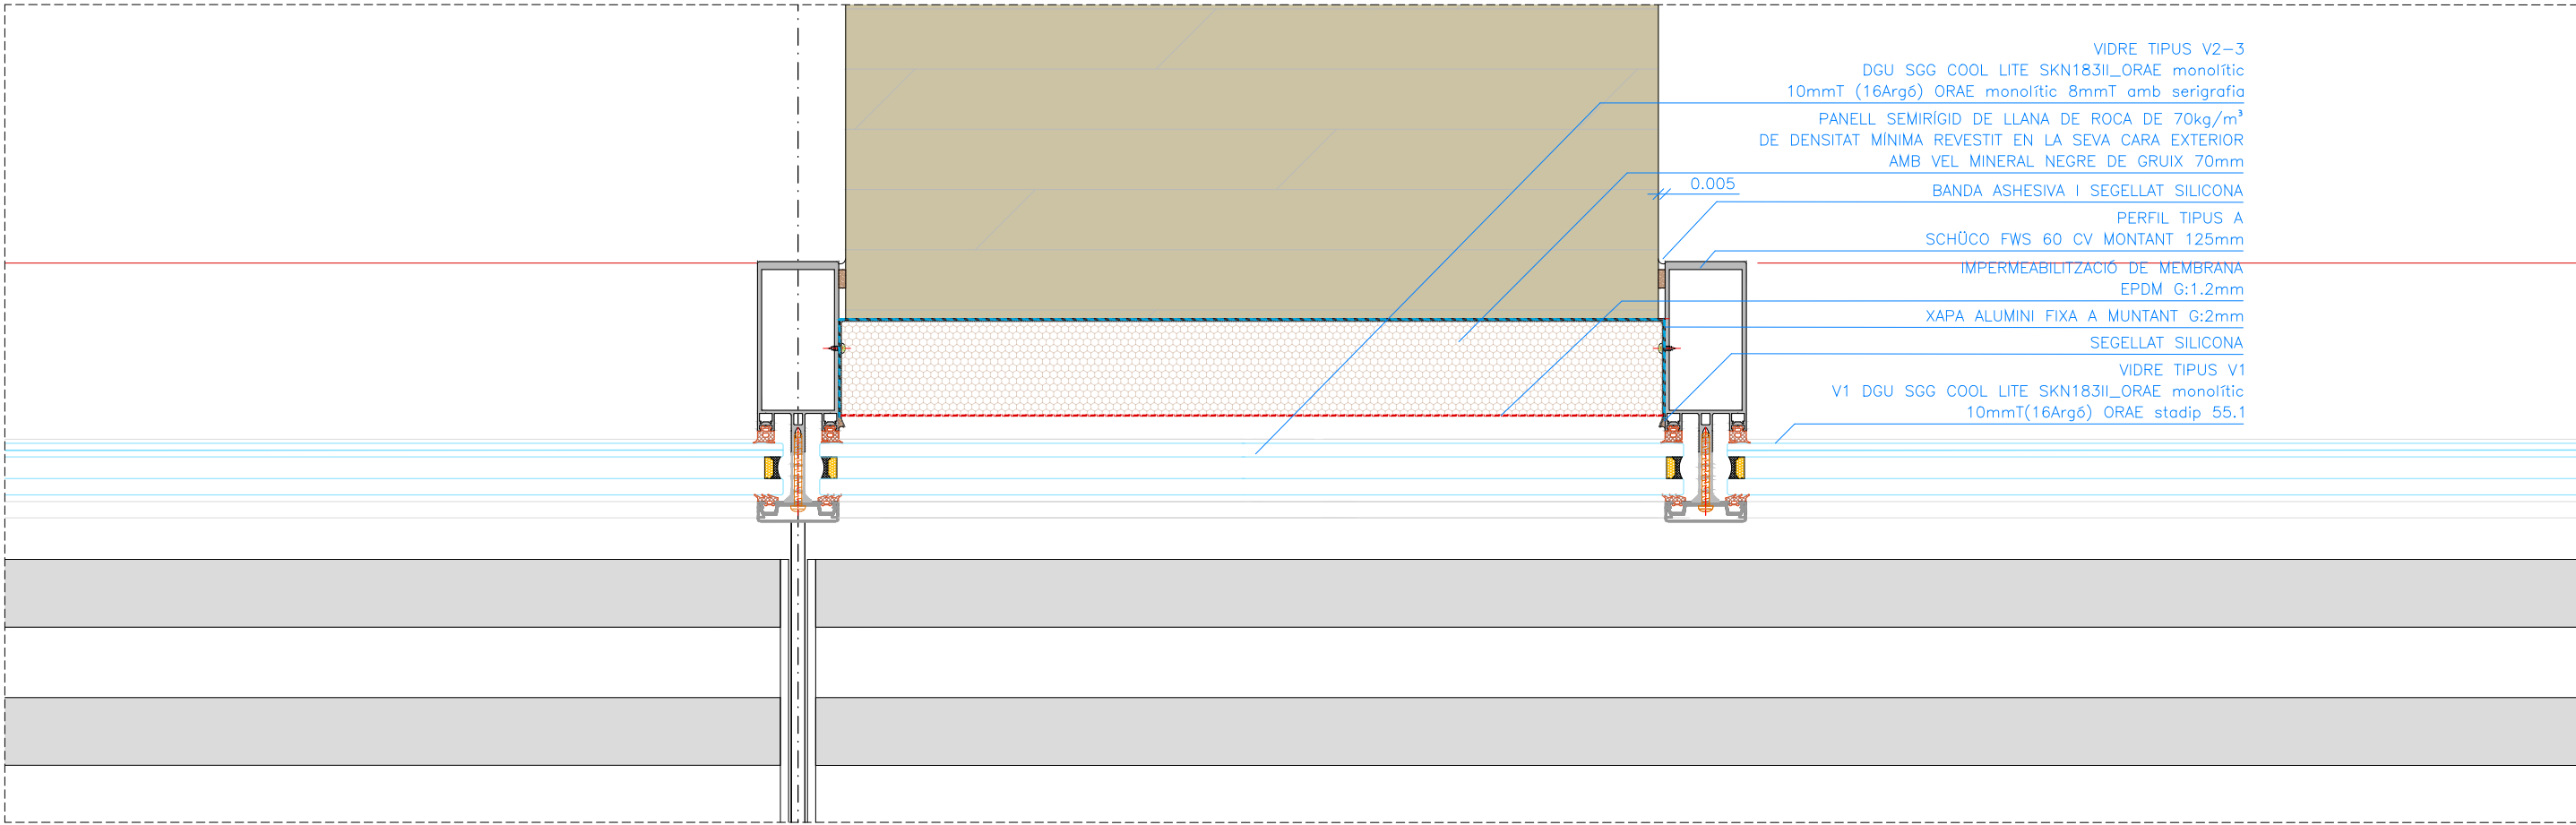 VIDRE TIPUS V2-3
DGU SGG COOL LITE SKN183II_ORAE monolític
10mmT (16Argó) ORAE monolític 8mmT amb serigrafia
PANELL SEMIRÍGID DE LLANA DE ROCA DE 70kg/m³
DE DENSITAT MÍNIMA REVESTIT EN LA SEVA CARA EXTERIOR
AMB VEL MINERAL NEGRE DE GRUIX 70mm
0.005
BANDA ASHESIVA I SEGELLAT SILICONA
PERFIL TIPUS A
SCHÜCO FWS 60 CV MONTANT 125mm
IMPERMEABILITZACIÓ DE MEMBRANA
EPDM G:1.2mm
XAPA ALUMINI FIXA A MUNTANT G:2mm
SEGELLAT SILICONA
VIDRE TIPUS V1
V1 DGU SGG COOL LITE SKN183II_ORAE monolític
10mmT(16Argó) ORAE stadip 55.1